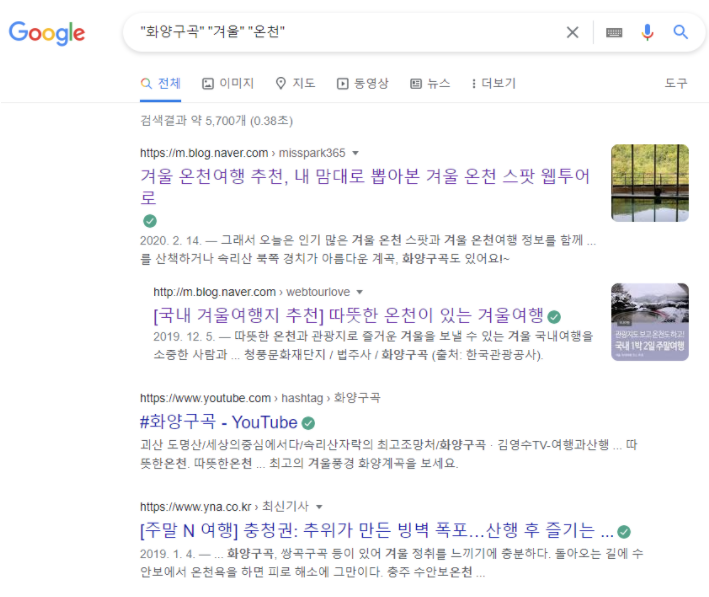 Google "화양구곡" "겨울" "온천"
전체 이미지 지도 동영상 뉴스 더보기 도구
검색결과 약 5,700개 (0.38초)
https://m.blog.naver.com › misspark365
겨울 온천여행 추천, 내 맘대로 뽑아본 겨울 온천 스팟 웹투어
로
2020. 2. 14. — 그래서 오늘은 인기 많은 겨울 온천 스팟과 겨울 온천여행 정보를 함께 ...
를 산책하거나 속리산 북쪽 경치가 아름다운 계곡, 화양구곡도 있어요!~
http://m.blog.naver.com › webtourlove
[국내 겨울여행지 추천] 따뜻한 온천이 있는 겨울여행
2019. 12. 5. — 따뜻한 온천과 관광지로 즐거운 겨울을 보낼 수 있는 겨울 국내여행을
소중한 사람과 ... 청풍문화재단지 / 법주사 / 화양구곡 (출처: 한국관광공사).
관광지도 보고 온천도 하고!
국내 1박 2일 주말여행
https://www.youtube.com › hashtag › 화양구곡
#화양구곡 - YouTube
괴산 도명산/세상의중심에서다/속리산자락의 최고조망처/화양구곡 · 김영수TV-여행과산행 ... 따
뜻한온천. 따뜻한온천 ... 최고의 겨울풍경 화양계곡을 보세요.
https://www.yna.co.kr › 최신기사
[주말 N 여행] 충청권: 추위가 만든 빙벽 폭포…산행 후 즐기는 ...
2019. 1. 4. — ... 화양구곡, 쌍곡구곡 등이 있어 겨울 정취를 느끼기에 충분하다. 돌아오는 길에 수
안보에서 온천욕을 하면 피로 해소에 그만이다. 충주 수안보온천 ...